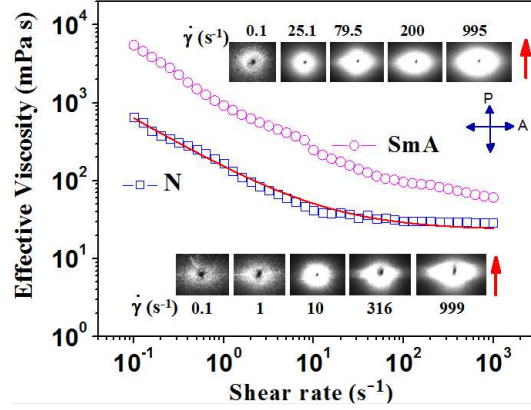 Effective Viscosity (mPa s)
10⁴
10³
10²
10¹
10⁰
γ̇ (s⁻¹) 0.1 25.1 79.5 200 995
P
A
SmA
N
γ̇ (s⁻¹) 0.1 1 10 316 999
10⁻¹ 10⁰ 10¹ 10² 10³
Shear rate (s⁻¹)